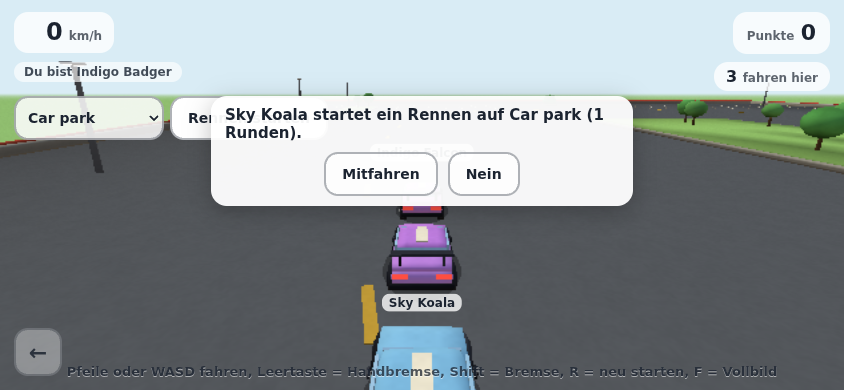 0 km/h
Punkte 0
Du bist Indigo Badger
3 fahren hier
Car park
Sky Koala startet ein Rennen auf Car park (1
Runden).
Mitfahren
Nein
Sky Koala
←
Pfeile oder WASD fahren, Leertaste = Handbremse, Shift = Bremse, R = neu starten, F = Vollbild